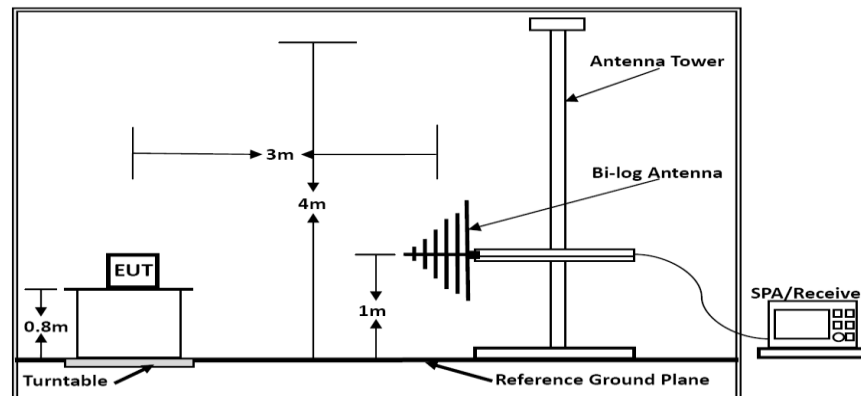 Antenna Tower
3m
Bi-log Antenna
4m
EUT
SPA/Receive
0.8m
1m
Turntable
Reference Ground Plane